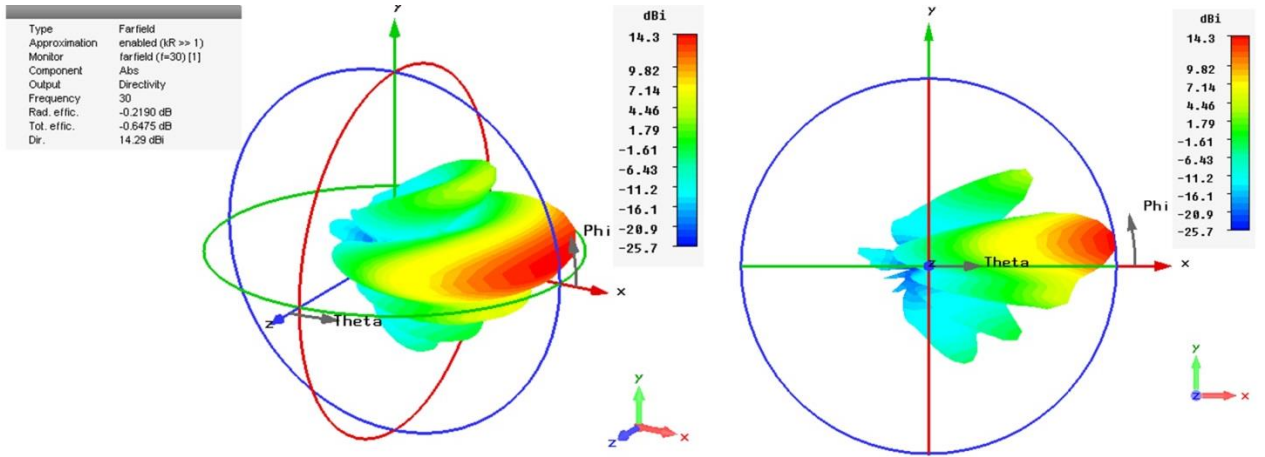 Type Farfield
Approximation enabled (kR >> 1)
Monitor farfield (f=30) [1]
Component Abs
Output Directivity
Frequency 30
Rad. effic. -0.2190 dB
Tot. effic. -0.6475 dB
Dir. 14.29 dBi
y
Phi
x
Theta
z
y
x
z
dBi
14.3
9.82
7.14
4.46
1.79
-1.61
-6.43
-11.2
-16.1
-20.9
-25.7
y
Phi
z
Theta
x
y
z
x
dBi
14.3
9.82
7.14
4.46
1.79
-1.61
-6.43
-11.2
-16.1
-20.9
-25.7